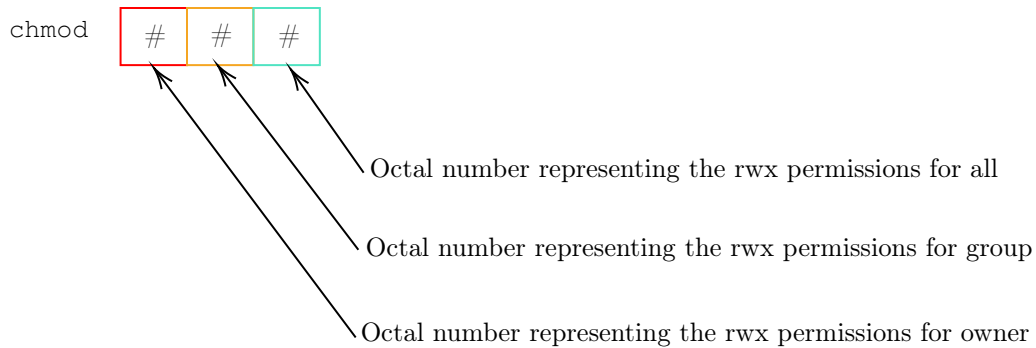 chmod # # #
Octal number representing the rwx permissions for all
Octal number representing the rwx permissions for group
Octal number representing the rwx permissions for owner